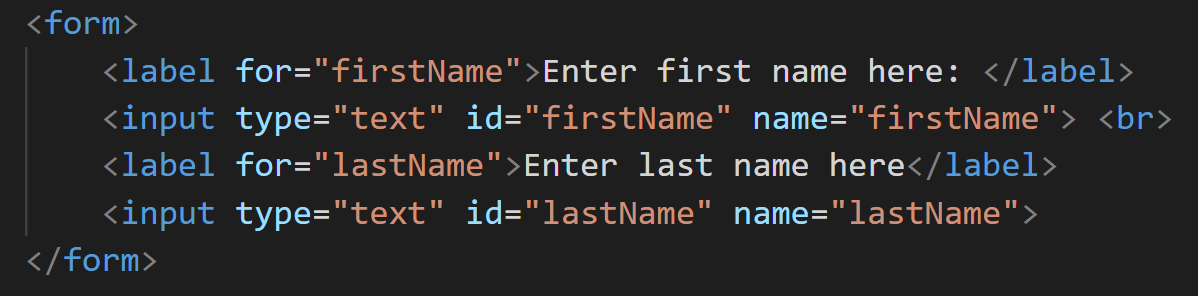 <form>
<label for="firstName">Enter first name here: </label>
<input type="text" id="firstName" name="firstName"> <br>
<label for="lastName">Enter last name here</label>
<input type="text" id="lastName" name="lastName">
</form>